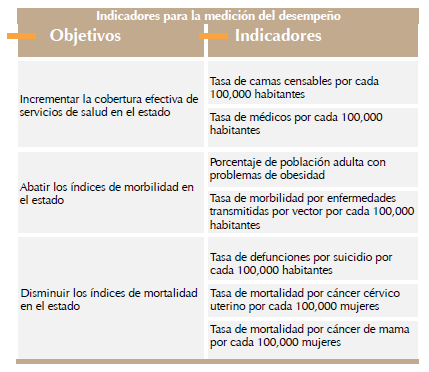 Indicadores para la medición del desempeño
Objetivos
Indicadores
Incrementar la cobertura efectiva de
servicios de salud en el estado
Tasa de camas censables por cada
100,000 habitantes
Tasa de médicos por cada 100,000
habitantes
Abatir los índices de morbilidad en
el estado
Porcentaje de población adulta con
problemas de obesidad
Tasa de morbilidad por enfermedades
transmitidas por vector por cada 100,000
habitantes
Disminuir los índices de mortalidad
en el estado
Tasa de defunciones por suicidio por
cada 100,000 habitantes
Tasa de mortalidad por cáncer cérvico
uterino por cada 100,000 mujeres
Tasa de mortalidad por cáncer de mama
por cada 100,000 mujeres